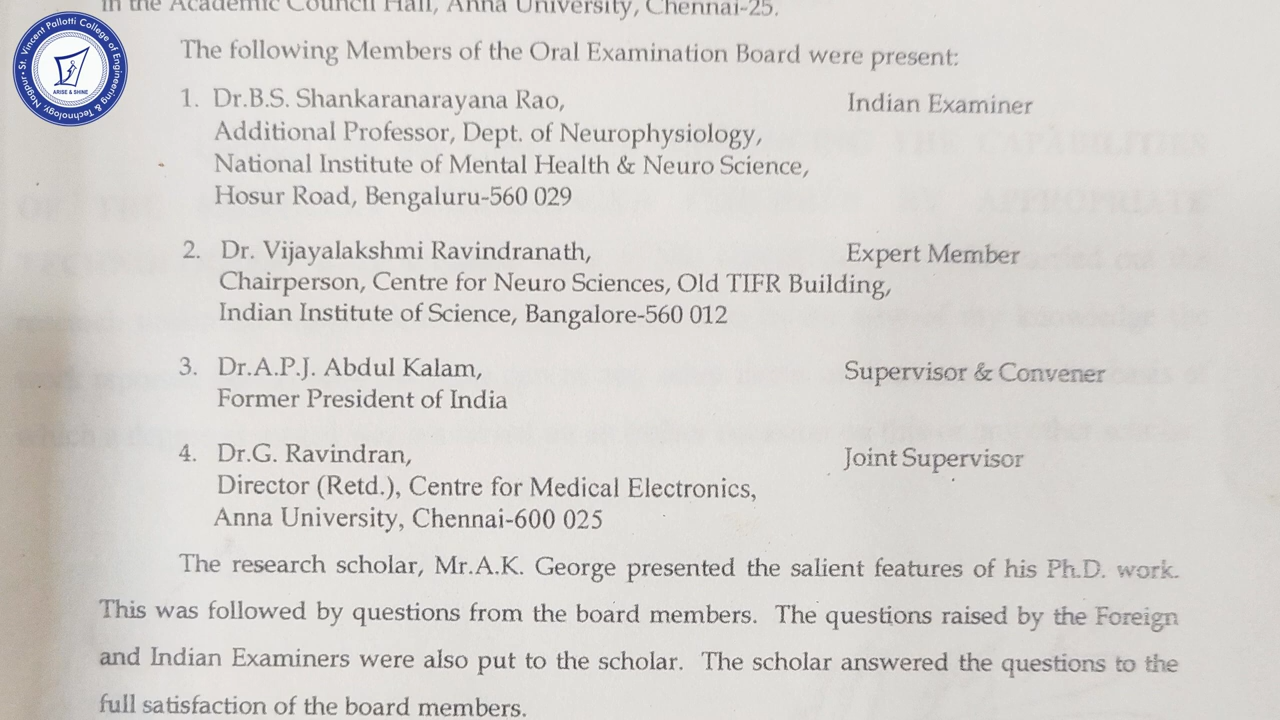 in the Academic Council Hall, Anna University, Chennai-25.
St. Vincent Pallotti College of Engineering & Technology, Nagpur
ARISE & SHINE
The following Members of the Oral Examination Board were present:
1. Dr.B.S. Shankaranarayana Rao, Indian Examiner
Additional Professor, Dept. of Neurophysiology,
National Institute of Mental Health & Neuro Science,
Hosur Road, Bengaluru-560 029
2. Dr. Vijayalakshmi Ravindranath, Expert Member
Chairperson, Centre for Neuro Sciences, Old TIFR Building,
Indian Institute of Science, Bangalore-560 012
3. Dr.A.P.J. Abdul Kalam, Supervisor & Convener
Former President of India
4. Dr.G. Ravindran, Joint Supervisor
Director (Retd.), Centre for Medical Electronics,
Anna University, Chennai-600 025
The research scholar, Mr.A.K. George presented the salient features of his Ph.D. work.
This was followed by questions from the board members. The questions raised by the Foreign
and Indian Examiners were also put to the scholar. The scholar answered the questions to the
full satisfaction of the board members.